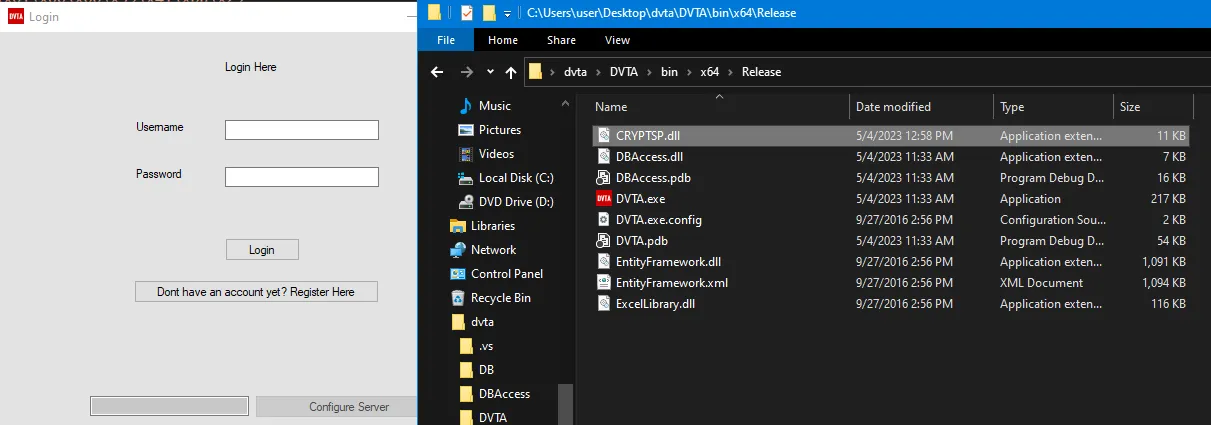 DVTA Login
Login Here
Username
Password
Login
Dont have an account yet? Register Here
Configure Server
C:\Users\user\Desktop\dvta\DVTA\bin\x64\Release
File Home Share View
dvta > DVTA > bin > x64 > Release
Music
Pictures
Videos
Local Disk (C:)
DVD Drive (D:)
Libraries
Network
Control Panel
Recycle Bin
dvta
.vs
DB
DBAccess
DVTA
Name Date modified Type Size
CRYPTSP.dll 5/4/2023 12:58 PM Application exten... 11 KB
DBAccess.dll 5/4/2023 11:33 AM Application exten... 7 KB
DBAccess.pdb 5/4/2023 11:33 AM Program Debug D... 16 KB
DVTA DVTA.exe 5/4/2023 11:33 AM Application 217 KB
DVTA.exe.config 9/27/2016 2:56 PM Configuration Sou... 2 KB
DVTA.pdb 5/4/2023 11:33 AM Program Debug D... 54 KB
EntityFramework.dll 9/27/2016 2:56 PM Application exten... 1,091 KB
EntityFramework.xml 9/27/2016 2:56 PM XML Document 1,094 KB
ExcelLibrary.dll 9/27/2016 2:56 PM Application exten... 116 KB